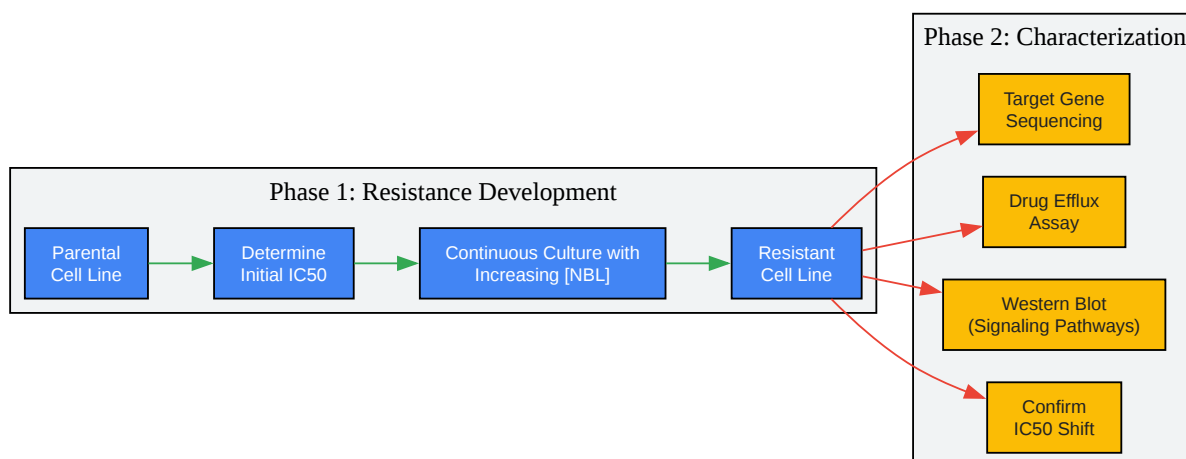 Phase 1: Resistance Development
Parental
Cell Line
Determine
Initial IC50
Continuous Culture with
Increasing [NBL]
Resistant
Cell Line
Phase 2: Characterization
Target Gene
Sequencing
Drug Efflux
Assay
Western Blot
(Signaling Pathways)
Confirm
IC50 Shift